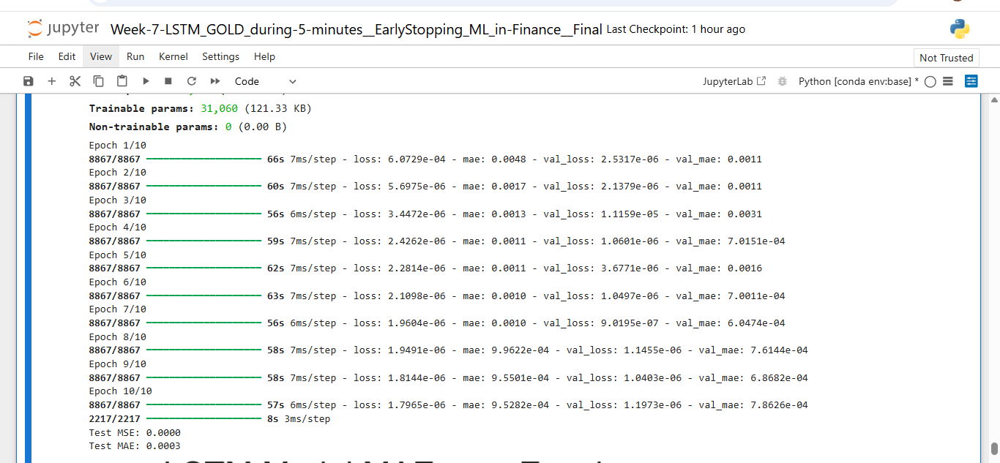 jupyter Week-7-LSTM_GOLD_during-5-minutes__EarlyStopping_ML_in-Finance__Final Last Checkpoint: 1 hour ago
File Edit View Run Kernel Settings Help Not Trusted
Code JupyterLab Python [conda env:base] *
Trainable params: 31,060 (121.33 KB)
Non-trainable params: 0 (0.00 B)
Epoch 1/10
8867/8867 66s 7ms/step - loss: 6.0729e-04 - mae: 0.0048 - val_loss: 2.5317e-06 - val_mae: 0.0011
Epoch 2/10
8867/8867 60s 7ms/step - loss: 5.6975e-06 - mae: 0.0017 - val_loss: 2.1379e-06 - val_mae: 0.0011
Epoch 3/10
8867/8867 56s 6ms/step - loss: 3.4472e-06 - mae: 0.0013 - val_loss: 1.1159e-05 - val_mae: 0.0031
Epoch 4/10
8867/8867 59s 7ms/step - loss: 2.4262e-06 - mae: 0.0011 - val_loss: 1.0601e-06 - val_mae: 7.0151e-04
Epoch 5/10
8867/8867 62s 7ms/step - loss: 2.2814e-06 - mae: 0.0011 - val_loss: 3.6771e-06 - val_mae: 0.0016
Epoch 6/10
8867/8867 63s 7ms/step - loss: 2.1098e-06 - mae: 0.0010 - val_loss: 1.0497e-06 - val_mae: 7.0011e-04
Epoch 7/10
8867/8867 56s 6ms/step - loss: 1.9604e-06 - mae: 0.0010 - val_loss: 9.0195e-07 - val_mae: 6.0474e-04
Epoch 8/10
8867/8867 58s 7ms/step - loss: 1.9491e-06 - mae: 9.9622e-04 - val_loss: 1.1455e-06 - val_mae: 7.6144e-04
Epoch 9/10
8867/8867 58s 7ms/step - loss: 1.8144e-06 - mae: 9.5501e-04 - val_loss: 1.0403e-06 - val_mae: 6.8682e-04
Epoch 10/10
8867/8867 57s 6ms/step - loss: 1.7965e-06 - mae: 9.5282e-04 - val_loss: 1.1973e-06 - val_mae: 7.8626e-04
2217/2217 8s 3ms/step
Test MSE: 0.0000
Test MAE: 0.0003